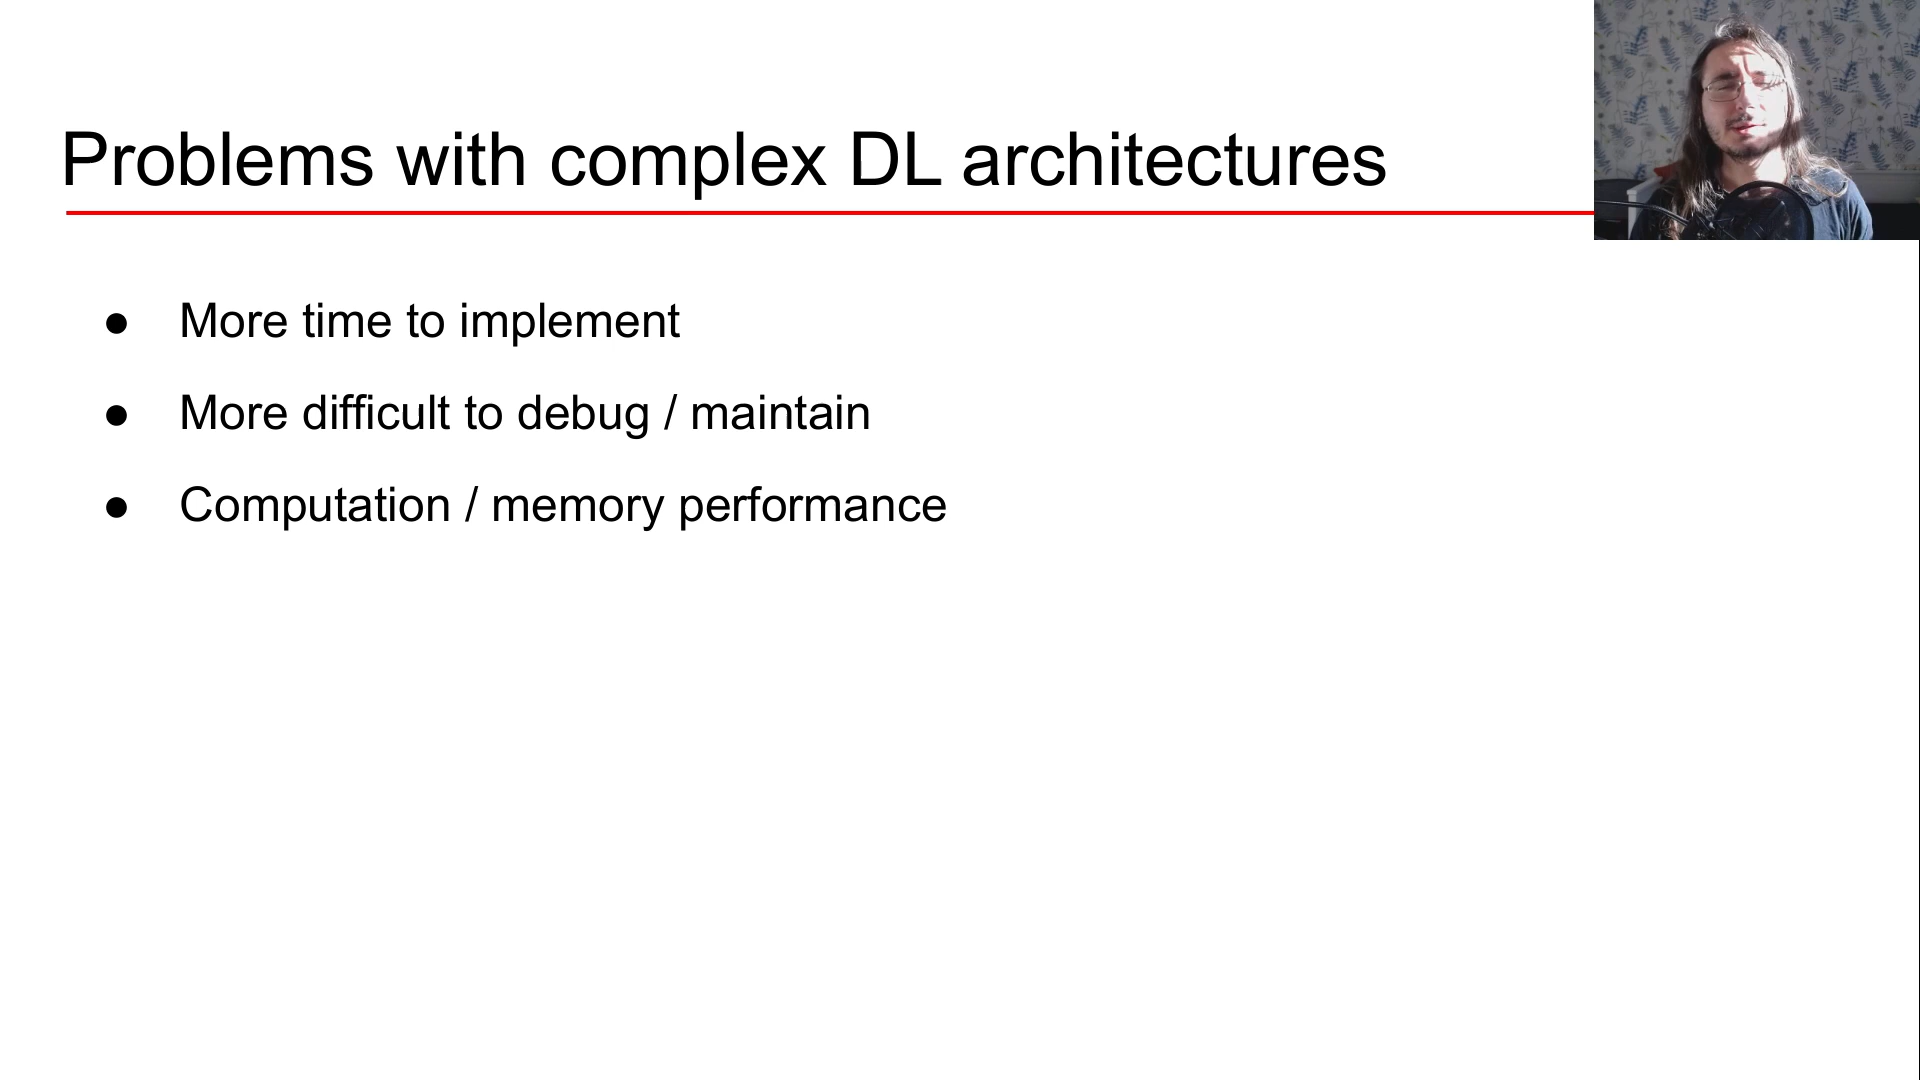 Problems with complex DL architectures
● More time to implement
● More difficult to debug / maintain
● Computation / memory performance